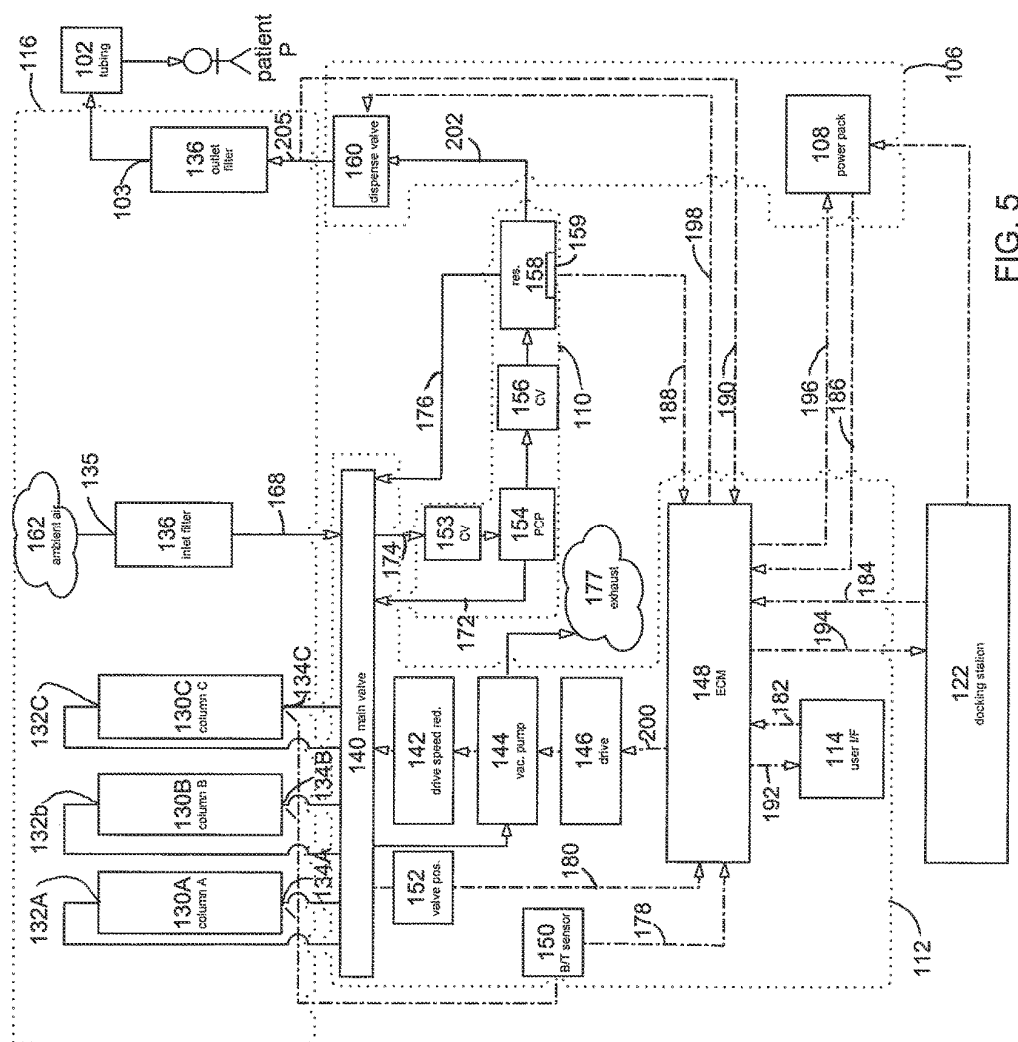 116
102
tubing
patient
P
103
136
outlet
filter
205
160
dispense valve
202
106
108
power pack
162
ambient air
135
136
inlet filter
168
176
res.
158
159
156
CV
110
153
CV
154
PCP
174
172
177
exhaust
188
198
190
196
186
132C
130C
column C
134C
132b
130B
column B
134B
132A
130A
column A
134A
140 main valve
142
drive speed red.
144
vac. pump
146
drive
200
152
valve pos.
180
150
B/T sensor
178
148
ECM
184
194
192
182
114
user I/F
122
docking station
112
FIG. 5